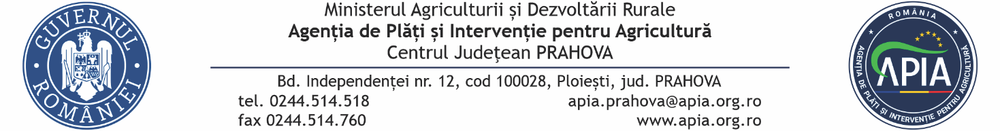 GUVERNUL ROMÂNIEI
Ministerul Agriculturii și Dezvoltării Rurale
Agenția de Plăți și Intervenție pentru Agricultură
Centrul Județean PRAHOVA
Bd. Independenței nr. 12, cod 100028, Ploiești, jud. PRAHOVA
tel. 0244.514.518 apia.prahova@apia.org.ro
fax 0244.514.760 www.apia.org.ro
ROMÂNIA
APIA
AGENȚIA DE PLĂȚI ȘI INTERVENȚIE PENTRU AGRICULTURĂ